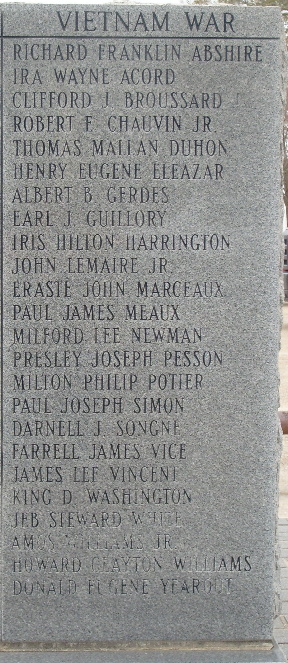 VIETNAM WAR
RICHARD FRANKLIN ABSHIRE
IRA WAYNE ACORD
CLIFFORD J. BROUSSARD
ROBERT F. CHAUVIN JR.
THOMAS MALLAN DUHON
HENRY EUGENE ELEAZAR
ALBERT B. GERDES
EARL J. GUILLORY
IRIS HILTON HARRINGTON
JOHN LEMAIRE JR.
ERASTE JOHN MARCEAUX
PAUL JAMES MEAUX
MILFORD LEE NEWMAN
PRESLEY JOSEPH PESSON
MILTON PHILIP POTIER
PAUL JOSEPH SIMON
DARNELL J. SONGNE
FARRELL JAMES VICE
JAMES LEE VINCENT
KING D. WASHINGTON
JEB STEWARD WHITE
AMOS WILLIAMS JR.
HOWARD CLAYTON WILLIAMS
DONALD EUGENE